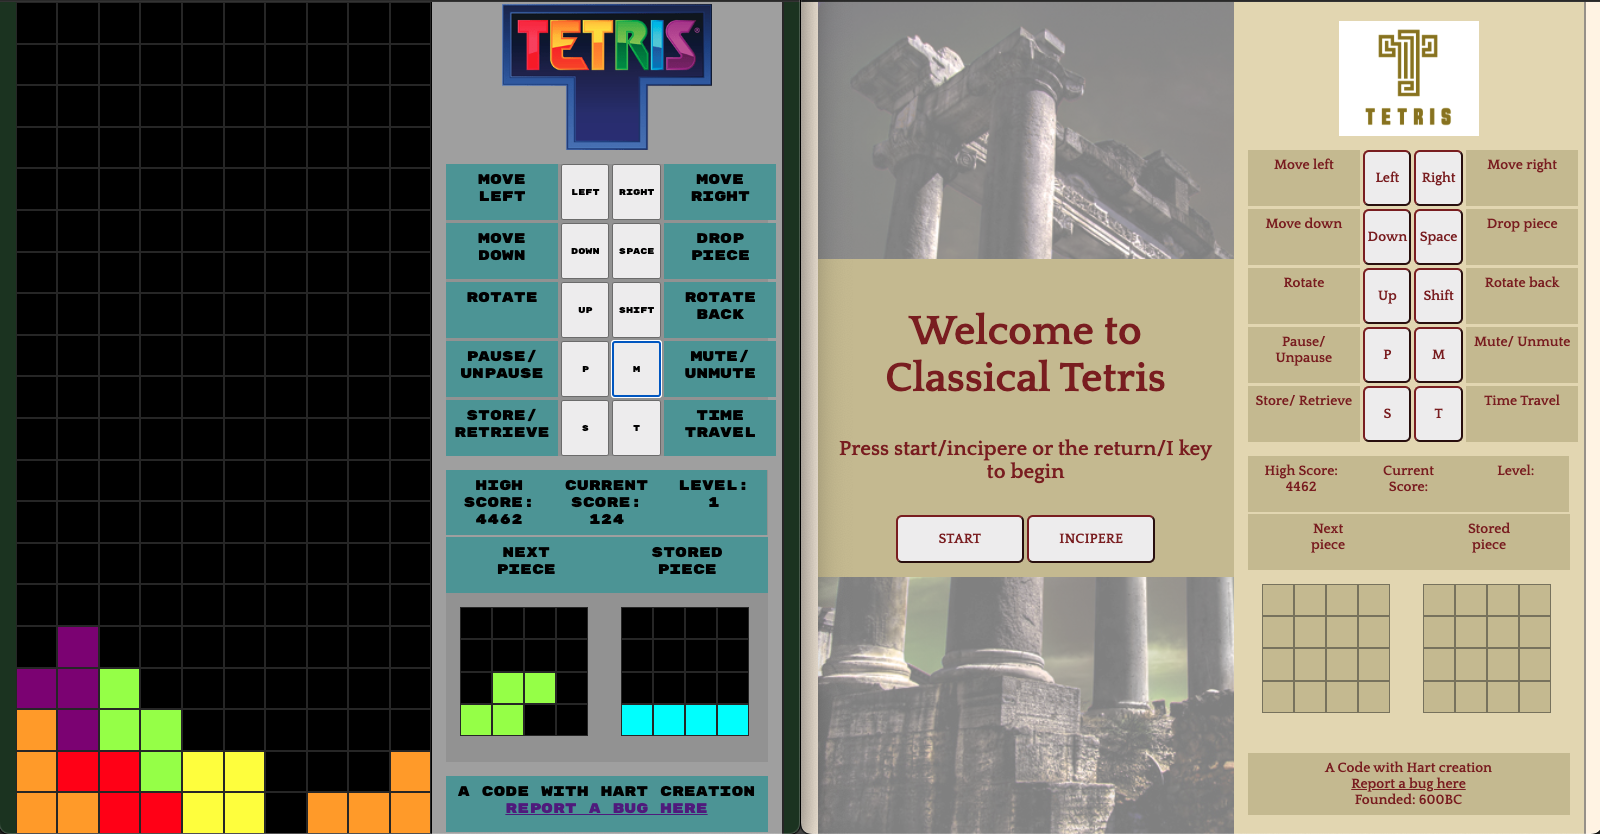 TETRIS
MOVE
LEFT
LEFT
RIGHT
MOVE
RIGHT
MOVE
DOWN
DOWN
SPACE
DROP
PIECE
ROTATE
UP
SHIFT
ROTATE
BACK
PAUSE/
UNPAUSE
P
M
MUTE/
UNMUTE
STORE/
RETRIEVE
S
T
TIME
TRAVEL
HIGH
SCORE:
4462
CURRENT
SCORE:
124
LEVEL:
1
NEXT
PIECE
STORED
PIECE
A CODE WITH HART CREATION
REPORT A BUG HERE
Welcome to
Classical Tetris
Press start/incipere or the return/I key
to begin
START
INCIPERE
TETRIS
Move left
Left
Right
Move right
Move down
Down
Space
Drop piece
Rotate
Up
Shift
Rotate back
Pause/
Unpause
P
M
Mute/ Unmute
Store/ Retrieve
S
T
Time Travel
High Score:
4462
Current
Score:
Level:
Next
piece
Stored
piece
A Code with Hart creation
Report a bug here
Founded: 600BC